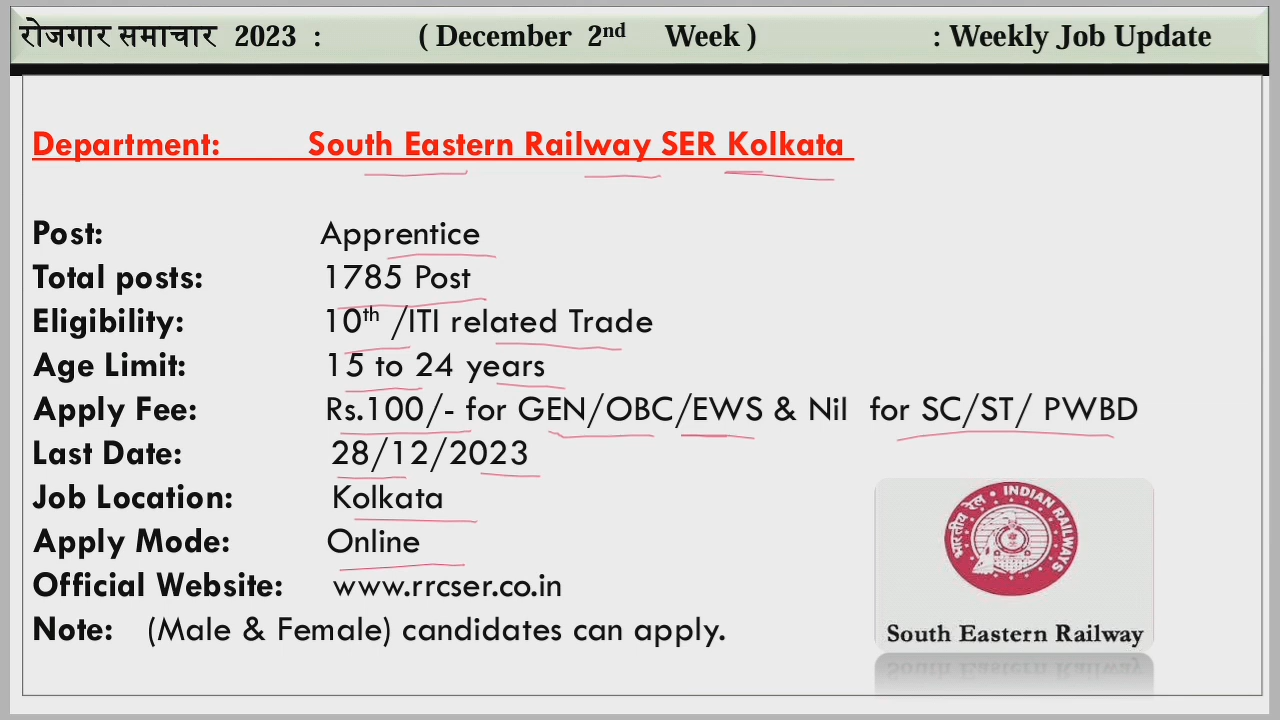 रोजगार समाचार 2023 : ( December 2nd Week ) : Weekly Job Update
Department: South Eastern Railway SER Kolkata
Post: Apprentice
Total posts: 1785 Post
Eligibility: 10th /ITI related Trade
Age Limit: 15 to 24 years
Apply Fee: Rs.100/- for GEN/OBC/EWS & Nil for SC/ST/ PWBD
Last Date: 28/12/2023
Job Location: Kolkata
Apply Mode: Online
Official Website: www.rrcser.co.in
Note: (Male & Female) candidates can apply.
भारतीय रेल • INDIAN RAILWAYS
South Eastern Railway